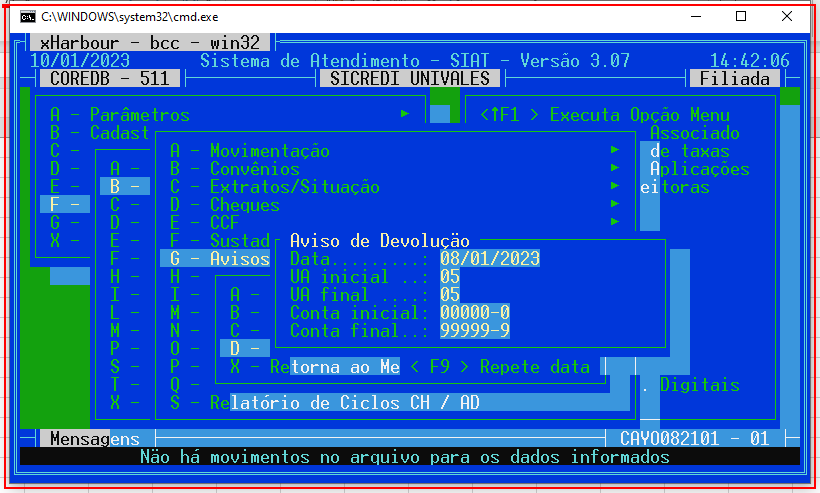 C:\WINDOWS\system32\cmd.exe
xHarbour - bcc - win32
10/01/2023 Sistema de Atendimento - SIAT - Versão 3.07 14:42:06
COREDB - 511 SICREDI UNIVALES Filiada
A - Parâmetros ► <↑F1 > Executa Opção Menu
B - Cadast Associado
C - A - Movimentação ► de taxas
D - A - B - Convênios ► Aplicações
E - B - C - Extratos/Situação ► eitoras
F - C - D - Cheques ►
G - D - E - CCF ►
X - E - F - Sustad Aviso de Devolução
F - G - Avisos Data.........: 08/01/2023
H - H - UA inicial ..: 05
I - I - A - UA final ....: 05
L - M - B - Conta inicial: 00000-0
M - N - C - Conta final..: 99999-9
P - O - D -
S - P - X - Retorna ao Me < F9 > Repete data
T - Q - . Digitais
X - S - Relatório de Ciclos CH / AD
Mensagens CAYO082101 - 01
Não há movimentos no arquivo para os dados informados